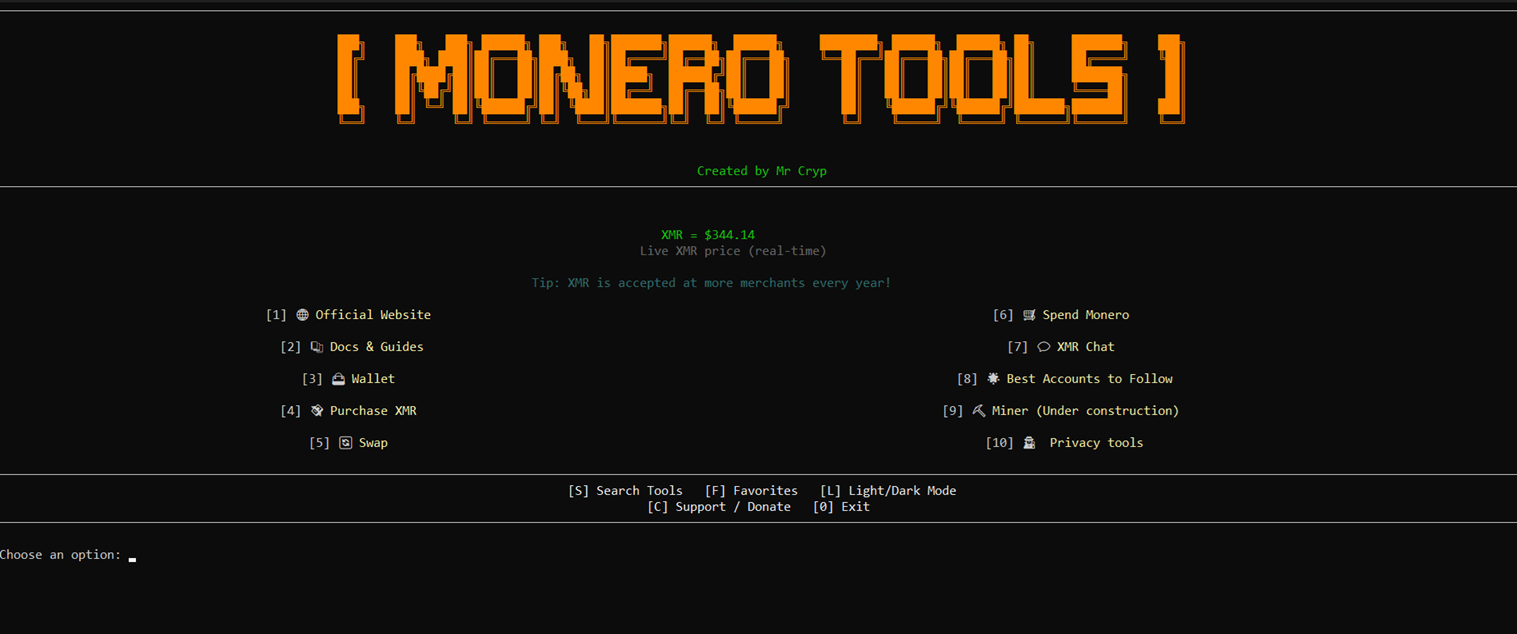 [ MONERO TOOLS ]
Created by Mr Cryp
XMR = $344.14
Live XMR price (real-time)
Tip: XMR is accepted at more merchants every year!
[1] 🌐 Official Website
[2] Docs & Guides
[3] Wallet
[4] Purchase XMR
[5] Swap
[6] Spend Monero
[7] XMR Chat
[8] Best Accounts to Follow
[9] Miner (Under construction)
[10] Privacy tools
[S] Search Tools [F] Favorites [L] Light/Dark Mode
[C] Support / Donate [0] Exit
Choose an option: